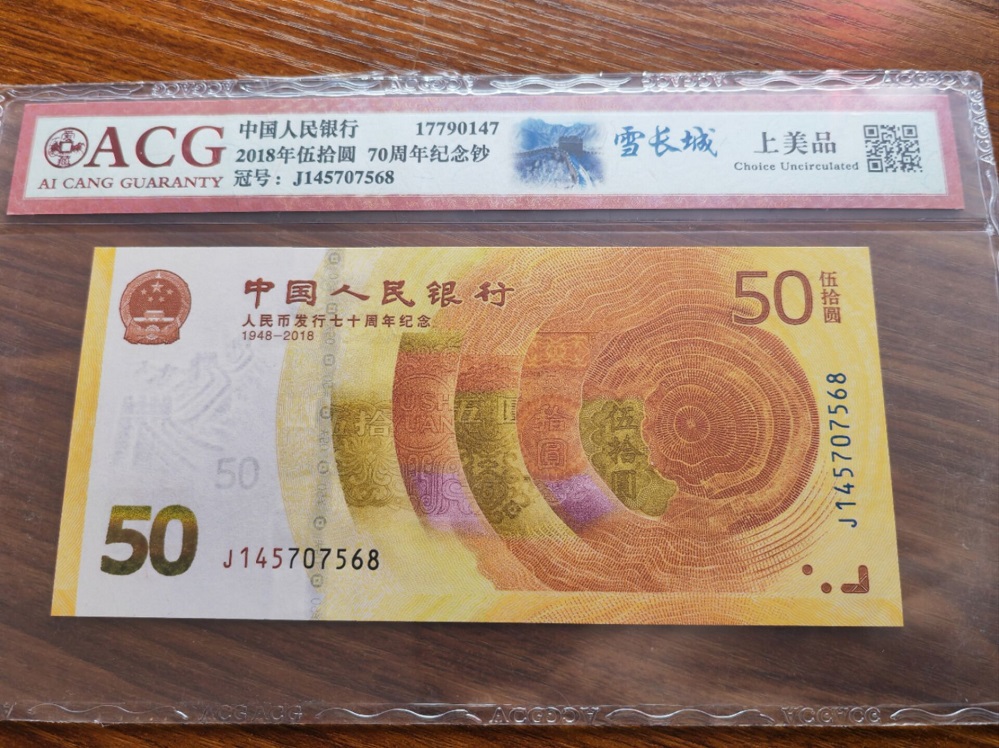 ACG
AI CANG GUARANTY
中国人民银行 17790147
2018年伍拾圆 70周年纪念钞
冠号：J145707568
雪长城
上美品
Choice Uncirculated
中国人民银行
人民币发行七十周年纪念
1948-2018
50
伍拾圆
伍拾圆
50
50
J145707568
J145707568